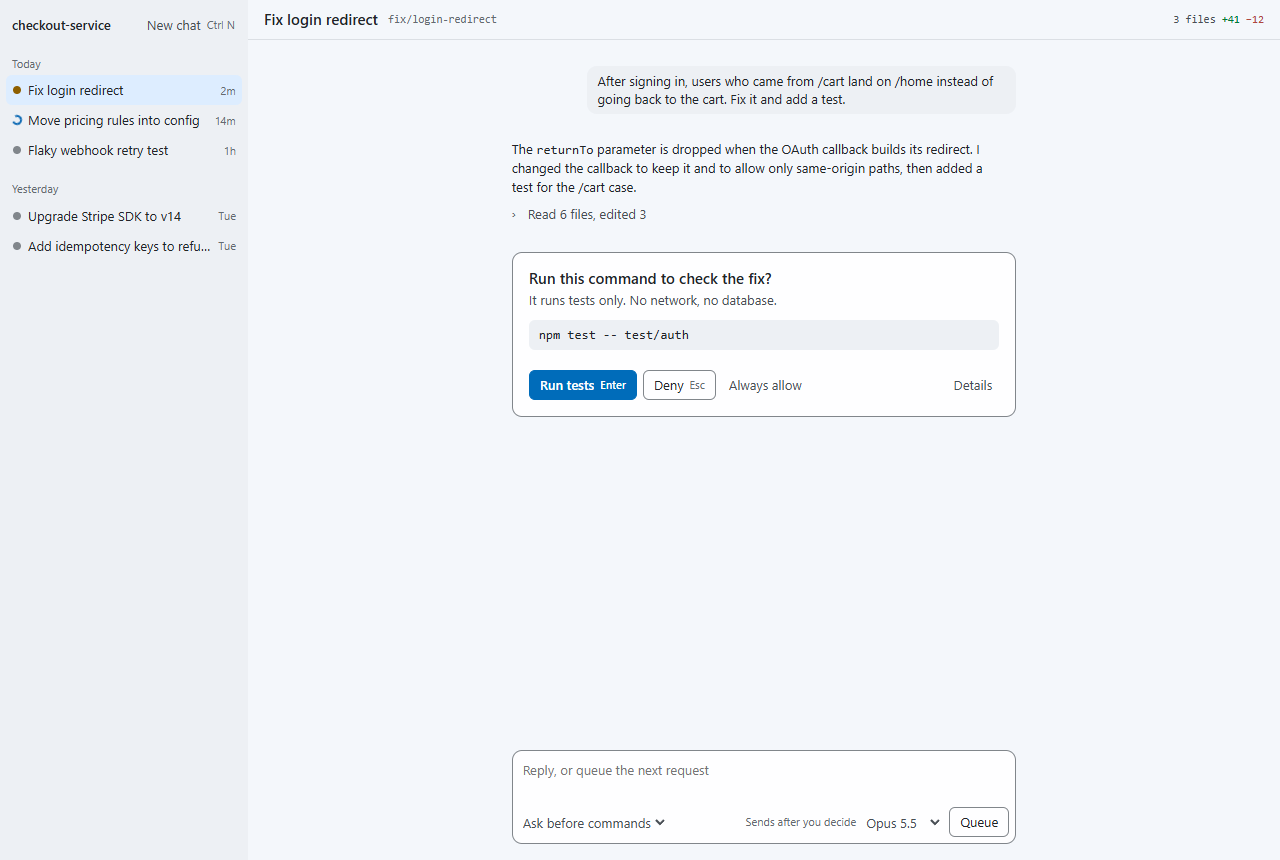 checkout-service
New chat Ctrl N
Today
Fix login redirect 2m
Move pricing rules into config 14m
Flaky webhook retry test 1h
Yesterday
Upgrade Stripe SDK to v14 Tue
Add idempotency keys to refu... Tue
Fix login redirect fix/login-redirect
3 files +41 −12
After signing in, users who came from /cart land on /home instead of
going back to the cart. Fix it and add a test.
The returnTo parameter is dropped when the OAuth callback builds its redirect. I
changed the callback to keep it and to allow only same-origin paths, then added a
test for the /cart case.
› Read 6 files, edited 3
Run this command to check the fix?
It runs tests only. No network, no database.
npm test -- test/auth
Run tests Enter Deny Esc Always allow Details
Reply, or queue the next request
Ask before commands Sends after you decide Opus 5.5 Queue